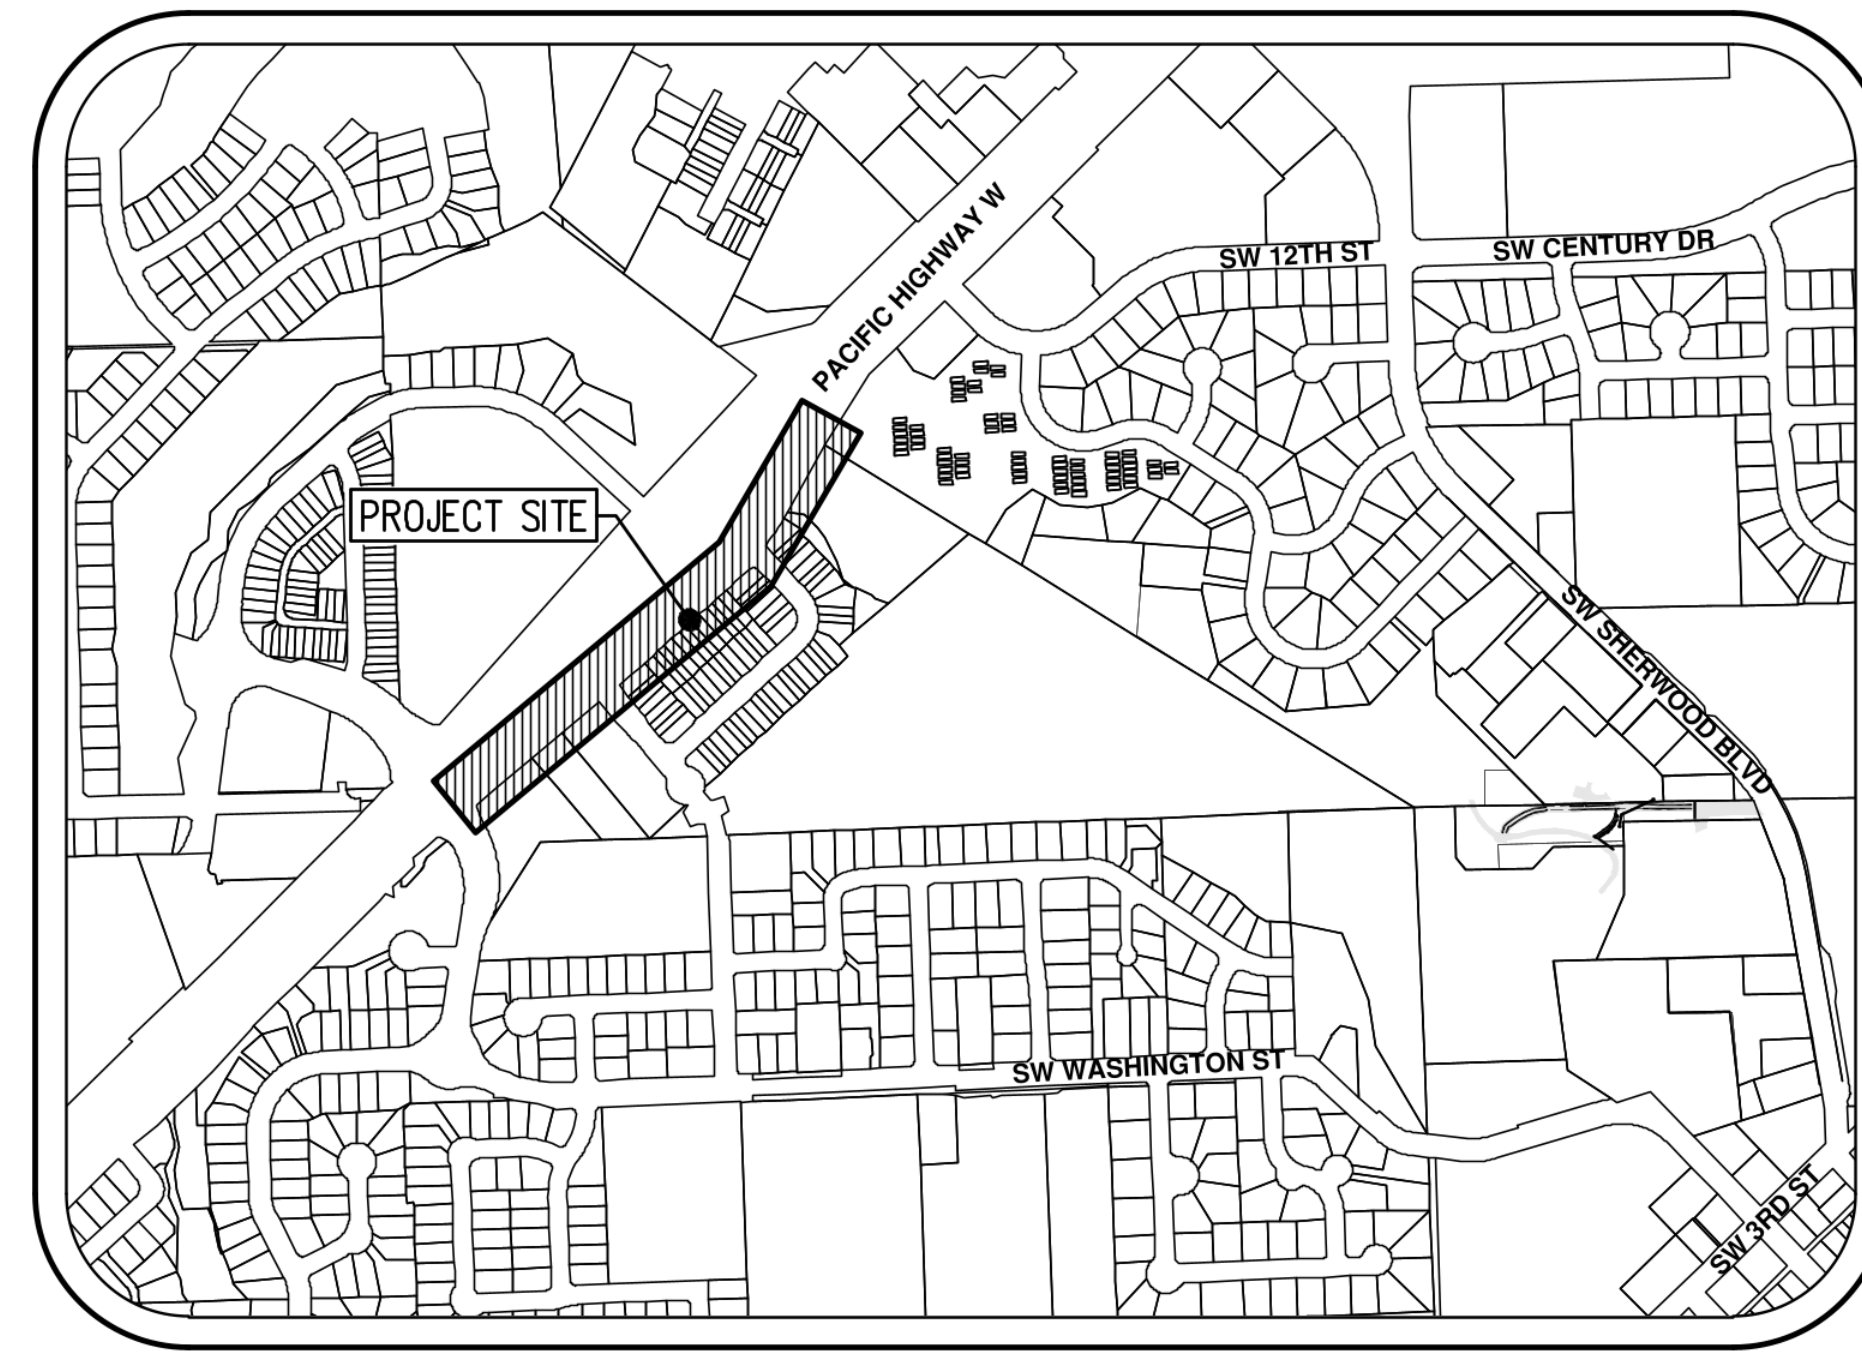 PACIFIC HIGHWAY W
SW 12TH ST
SW CENTURY DR
PROJECT SITE
SW SHERWOOD BLVD
SW WASHINGTON ST
SW 3RD ST